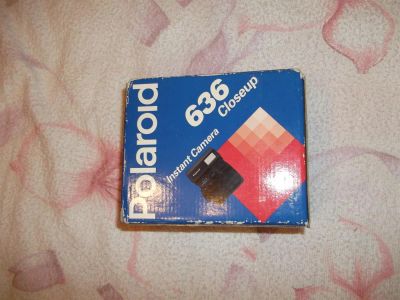 Polaroid
636
Closeup
Instant Camera